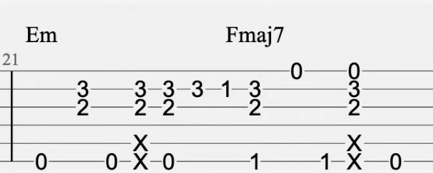 Em Fmaj7
21
0 0
3 3 3 3 1 3 3
2 2 2 2 2
X X
0 0 X 0 1 1 X 0